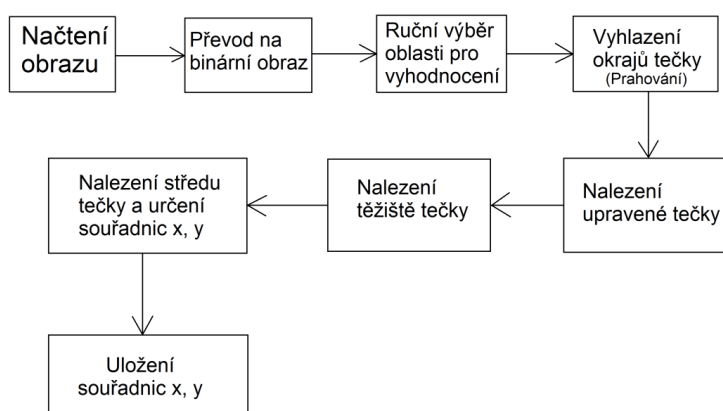 Načtení
obrazu
Převod na
binární obraz
Ruční výběr
oblasti pro
vyhodnocení
Vyhlazení
okrajů tečky
(Prahování)
Nalezení
upravené tečky
Nalezení
těžiště tečky
Nalezení středu
tečky a určení
souřadnic x, y
Uložení
souřadnic x, y